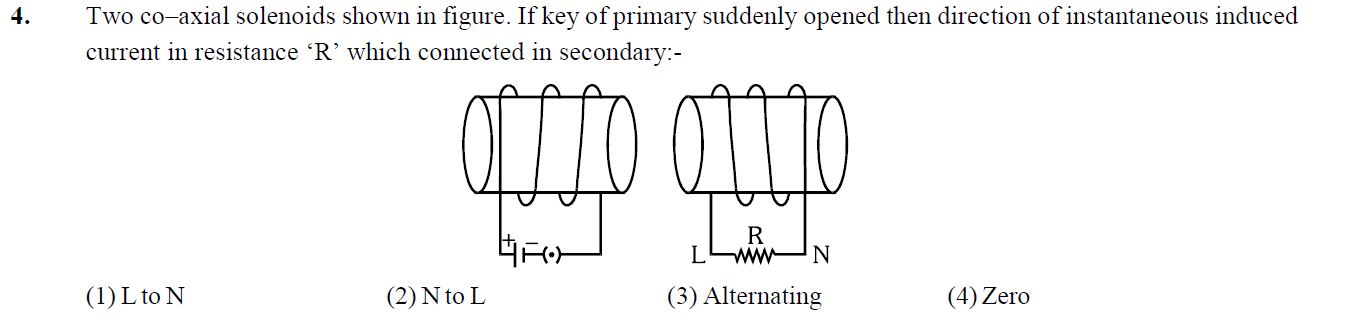 4. Two co–axial solenoids shown in figure. If key of primary suddenly opened then direction of instantaneous induced
current in resistance ‘R’ which connected in secondary:-
+ –
R
L N
(1) L to N (2) N to L (3) Alternating (4) Zero